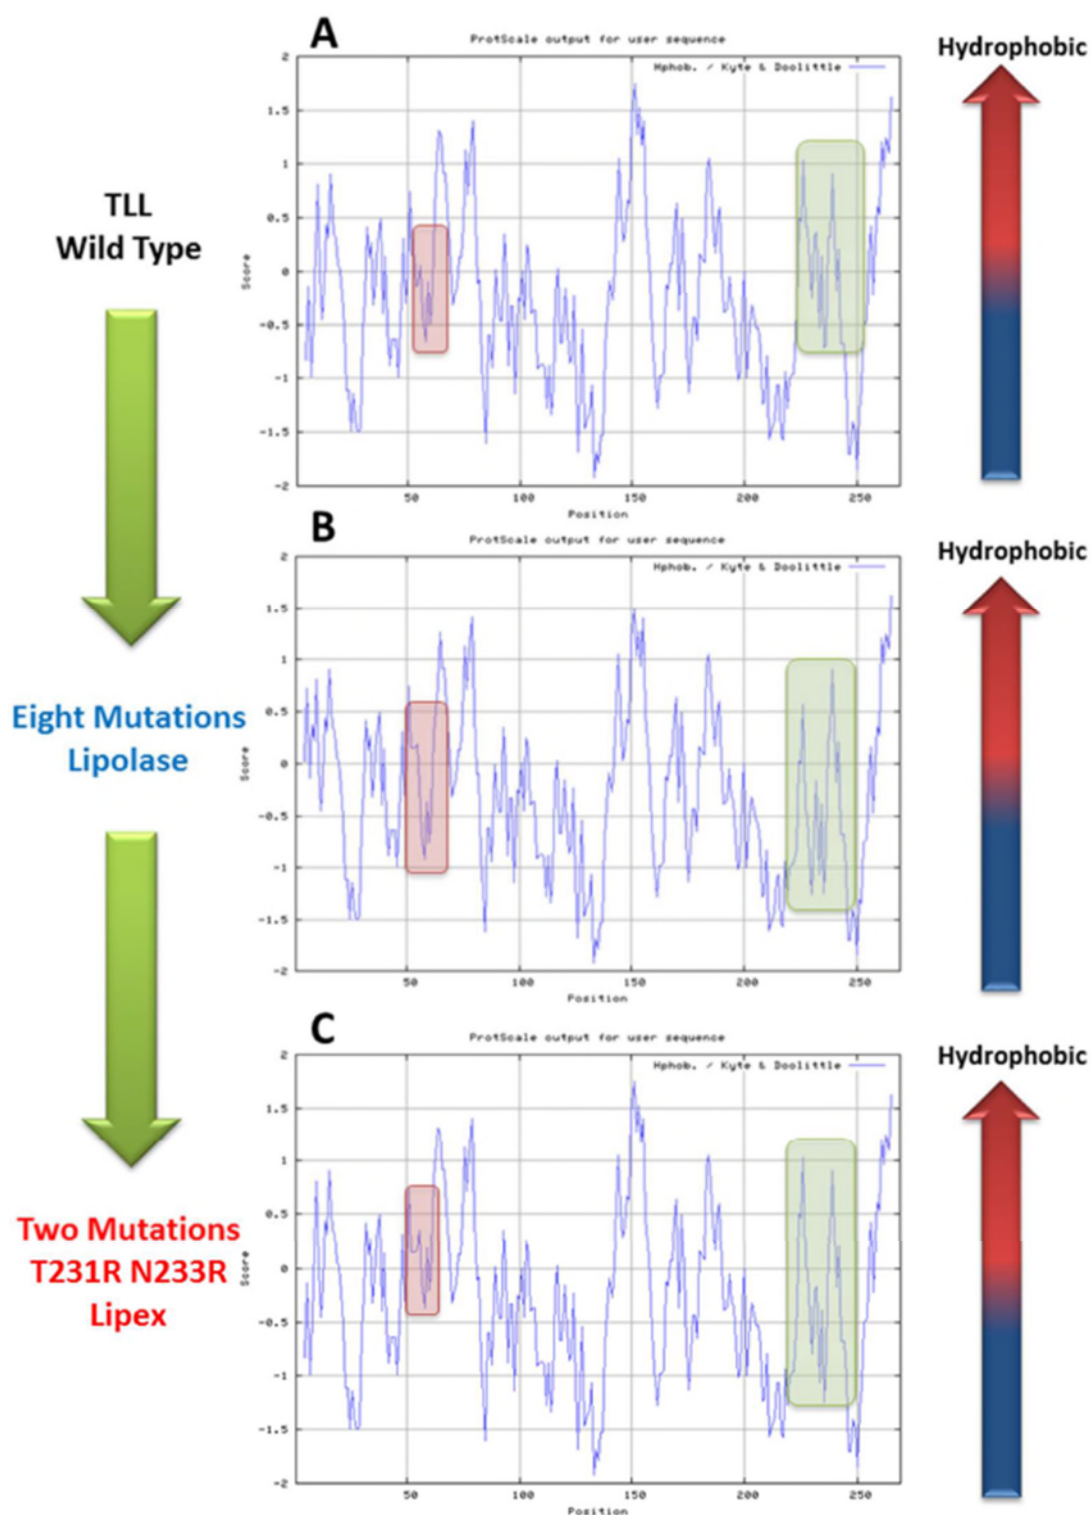 A
ProtScale output for user sequence
Hydrophobic
Hphob. / Kyte & Doolittle
2
1.5
1
0.5
0
-0.5
-1
-1.5
-2
Score
50 100 150 200 250
Position
TLL
Wild Type
B
ProtScale output for user sequence
Hydrophobic
Hphob. / Kyte & Doolittle
2
1.5
1
0.5
0
-0.5
-1
-1.5
-2
Score
50 100 150 200 250
Position
Eight Mutations
Lipolase
C
ProtScale output for user sequence
Hydrophobic
Hphob. / Kyte & Doolittle
2
1.5
1
0.5
0
-0.5
-1
-1.5
-2
Score
50 100 150 200 250
Position
Two Mutations
T231R N233R
Lipex